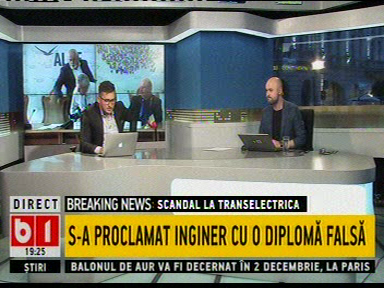 AL
DIRECT
BREAKING NEWS SCANDAL LA TRANSELECTRICA
b1
S-A PROCLAMAT INGINER CU O DIPLOMĂ FALSĂ
19:25
ȘTIRI
BALONUL DE AUR VA FI DECERNAT ÎN 2 DECEMBRIE, LA PARIS